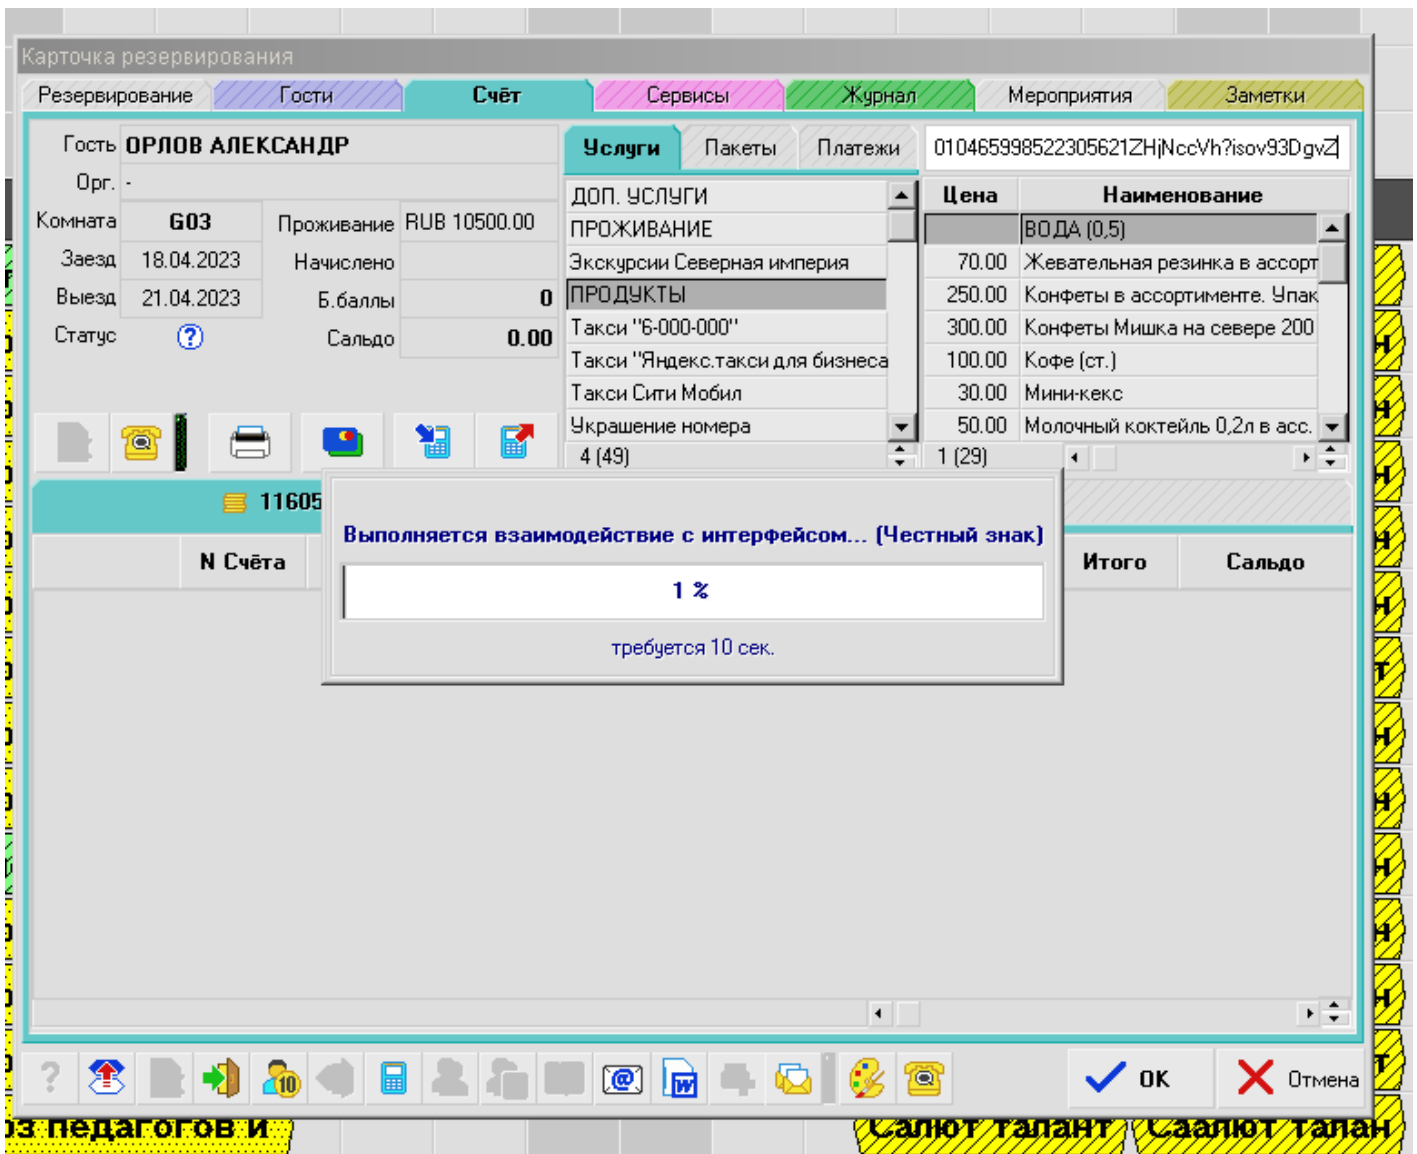 Карточка резервирования
Резервирование Гости Счёт Сервисы Журнал Мероприятия Заметки
Гость ОРЛОВ АЛЕКСАНДР
Орг. -
Комната G03 Проживание RUB 10500.00
Заезд 18.04.2023 Начислено
Выезд 21.04.2023 Б.баллы 0
Статус ? Сальдо 0.00
Услуги Пакеты Платежи
ДОП. УСЛУГИ
ПРОЖИВАНИЕ
Экскурсии Северная империя
ПРОДУКТЫ
Такси "6-000-000"
Такси "Яндекс.такси для бизнеса
Такси Сити Мобил
Украшение номера
4 (49)
010465998522305621ZHjNccVh?isov93DgvZ
Цена Наименование
ВОДА (0,5)
70.00 Жевательная резинка в ассорт
250.00 Конфеты в ассортименте. Упак
300.00 Конфеты Мишка на севере 200
100.00 Кофе (ст.)
30.00 Мини-кекс
50.00 Молочный коктейль 0,2л в асс.
1 (29)
11605
N Счёта Итого Сальдо
Выполняется взаимодействие с интерфейсом... (Честный знак)
1 %
требуется 10 сек.
? 10 @ W OK Отмена
педагогов и Салют талант Саалют талан